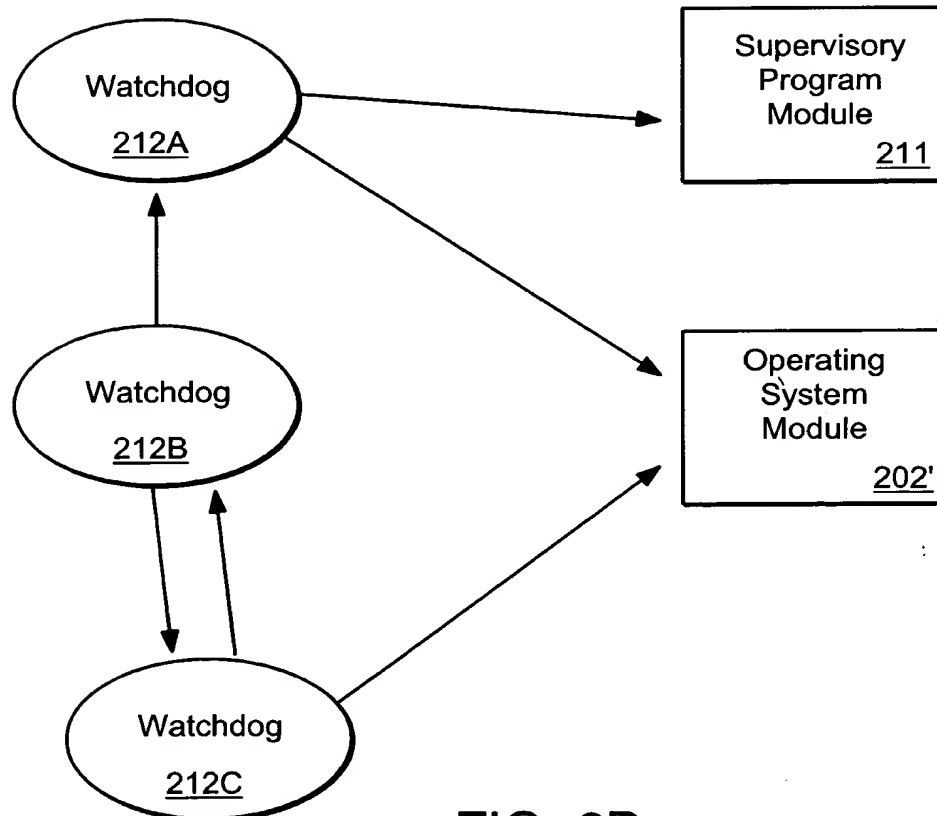 Watchdog
212A
Supervisory
Program
Module
211
Watchdog
212B
Operating
System
Module
202'
Watchdog
212C